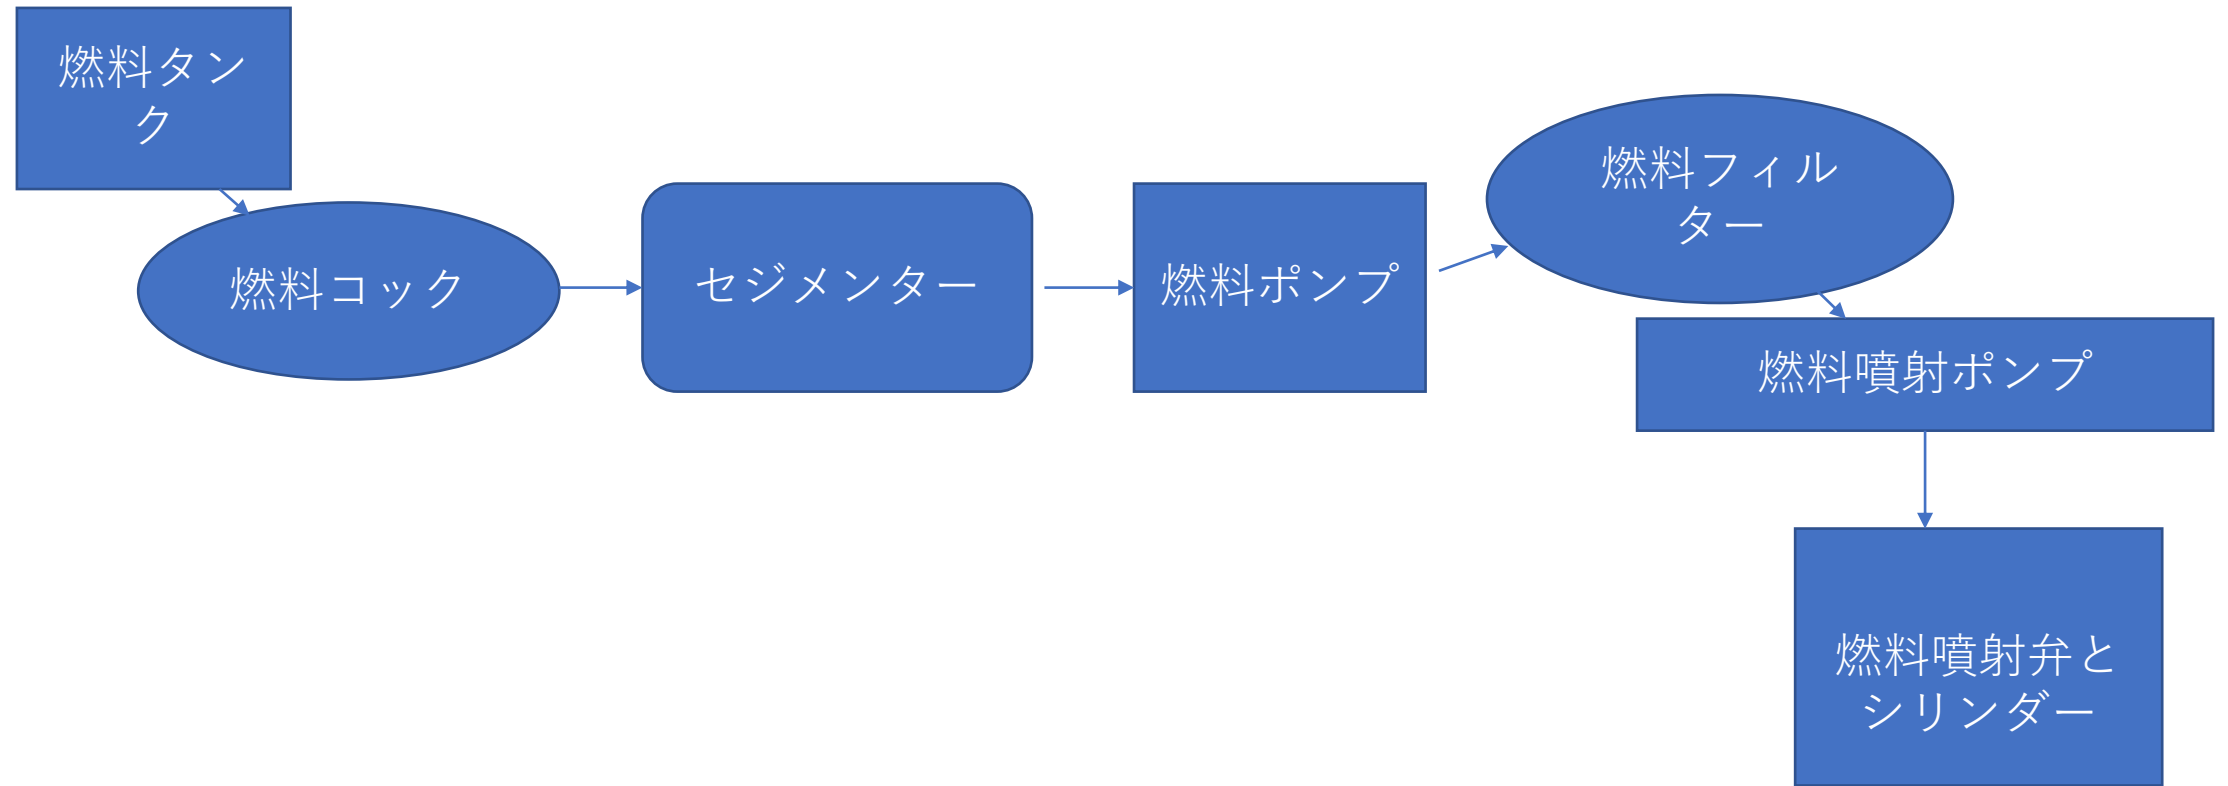 燃料タン
ク
燃料コック
セジメンター
燃料ポンプ
燃料フィル
ター
燃料噴射ポンプ
燃料噴射弁と
シリンダー